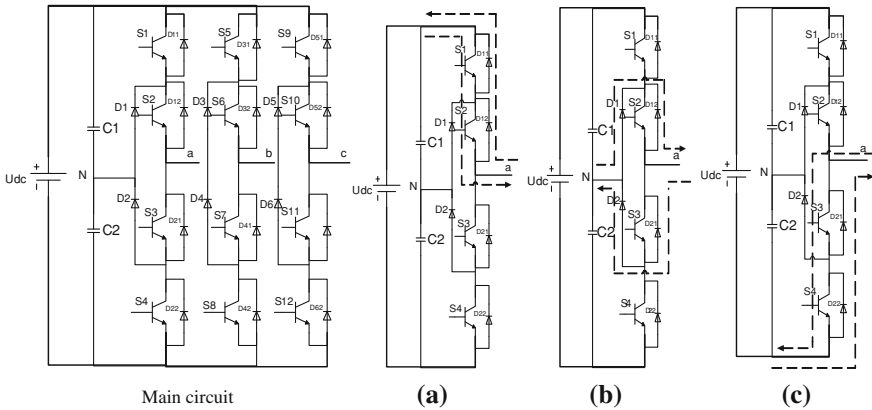 S1 D11 S5 D31 S9 D51
D1 S2 D12 D3 S6 D32 D5 S10 D52
C1
a b c
Udc + - N
D2 D4 D6
S3 D21 S7 D41 S11
C2
S4 D22 S8 D42 S12 D62
Main circuit
S1 D11
D1 S2 D12
C1
a
Udc + - N
D2
S3 D21
C2
S4 D22
(a)
S1 D11
D1 S2 D12
C1
a
Udc + - N
D2
S3 D21
C2
S4 D22
(b)
S1 D11
D1 S2 D12
C1
a
Udc + - N
D2
S3 D21
C2
S4 D22
(c)